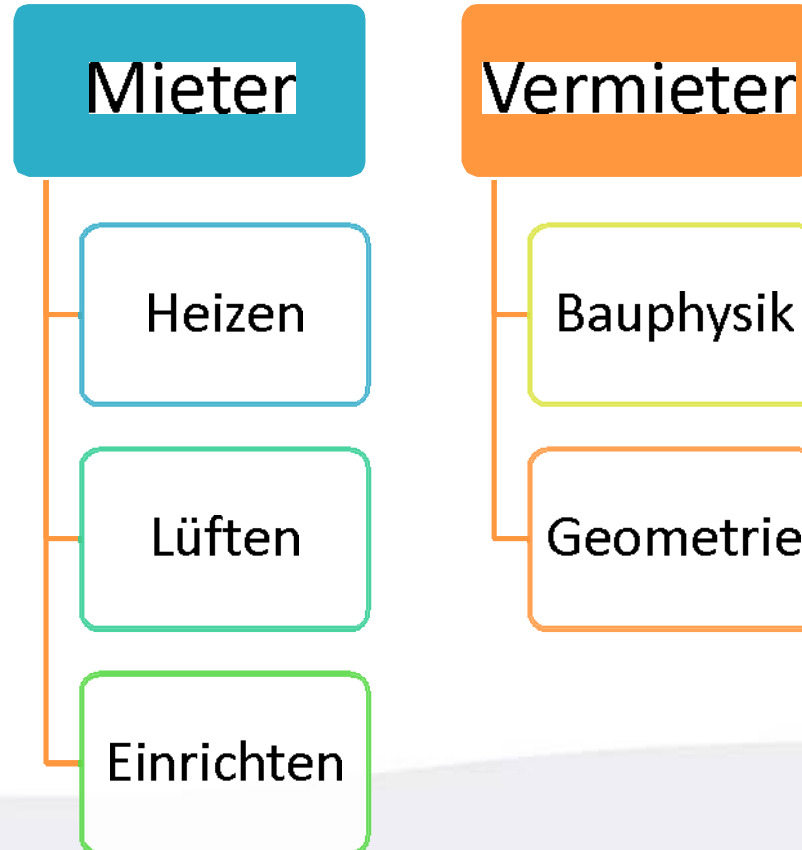 Mieter
Heizen
Lüften
Einrichten
Vermieter
Bauphysik
Geometrie